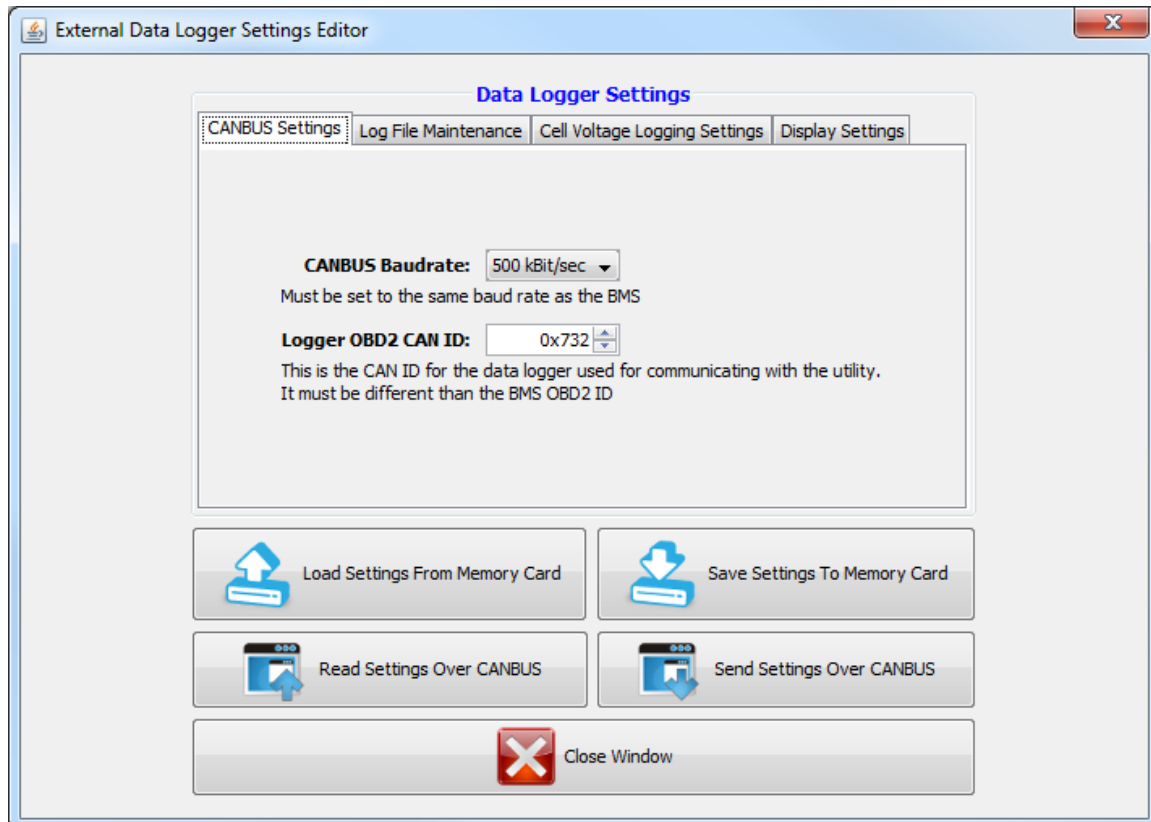 External Data Logger Settings Editor
Data Logger Settings
CANBUS Settings
Log File Maintenance
Cell Voltage Logging Settings
Display Settings
CANBUS Baudrate: 500 kBit/sec
Must be set to the same baud rate as the BMS
Logger OBD2 CAN ID: 0x732
This is the CAN ID for the data logger used for communicating with the utility.
It must be different than the BMS OBD2 ID
Load Settings From Memory Card
Save Settings To Memory Card
Read Settings Over CANBUS
Send Settings Over CANBUS
Close Window